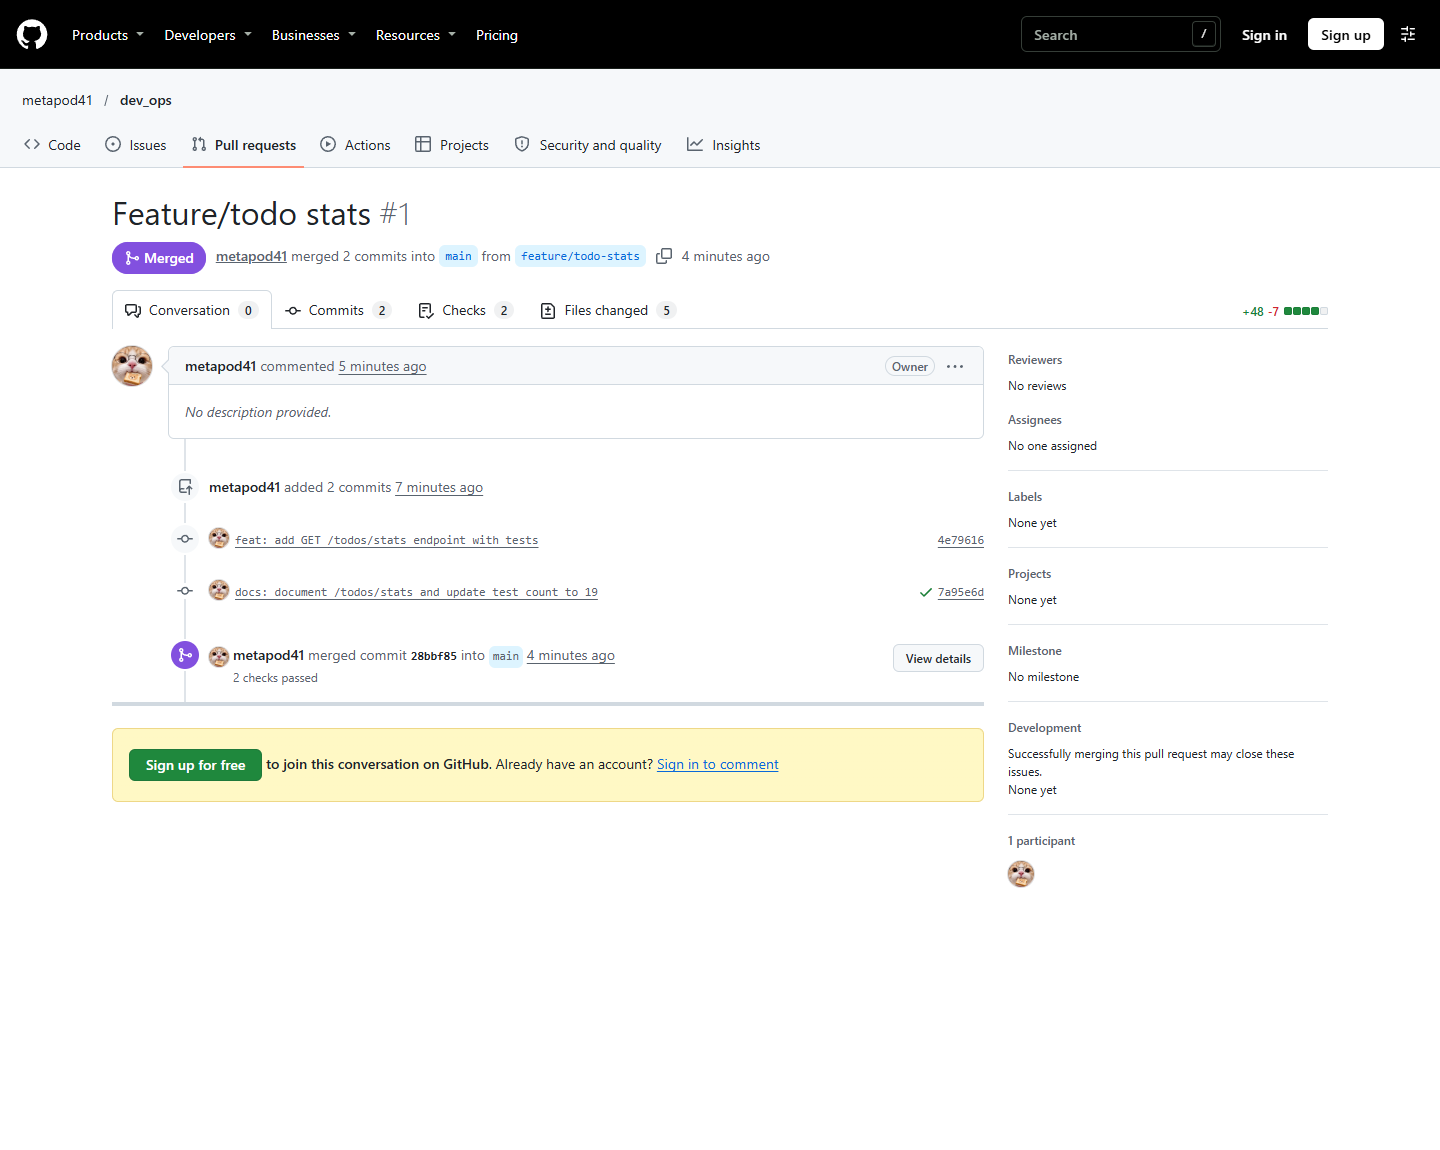 Products Developers Businesses Resources Pricing Search / Sign in Sign up
metapod41 / dev_ops
Code Issues Pull requests Actions Projects Security and quality Insights
Feature/todo stats #1
Merged metapod41 merged 2 commits into main from feature/todo-stats 4 minutes ago
Conversation 0 Commits 2 Checks 2 Files changed 5 +48 -7
metapod41 commented 5 minutes ago Owner ...
No description provided.
metapod41 added 2 commits 7 minutes ago
feat: add GET /todos/stats endpoint with tests 4e79616
docs: document /todos/stats and update test count to 19 7a95e6d
metapod41 merged commit 28bbf85 into main 4 minutes ago View details
2 checks passed
Sign up for free to join this conversation on GitHub. Already have an account? Sign in to comment
Reviewers
No reviews
Assignees
No one assigned
Labels
None yet
Projects
None yet
Milestone
No milestone
Development
Successfully merging this pull request may close these
issues.
None yet
1 participant